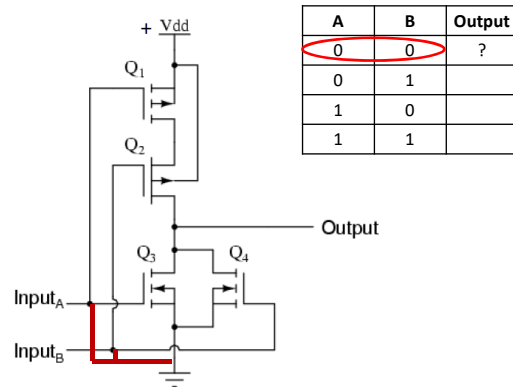 + Vdd
Q1
Q2
Output
Q3
Q4
InputA
InputB
A B Output
0 0 ?
0 1
1 0
1 1